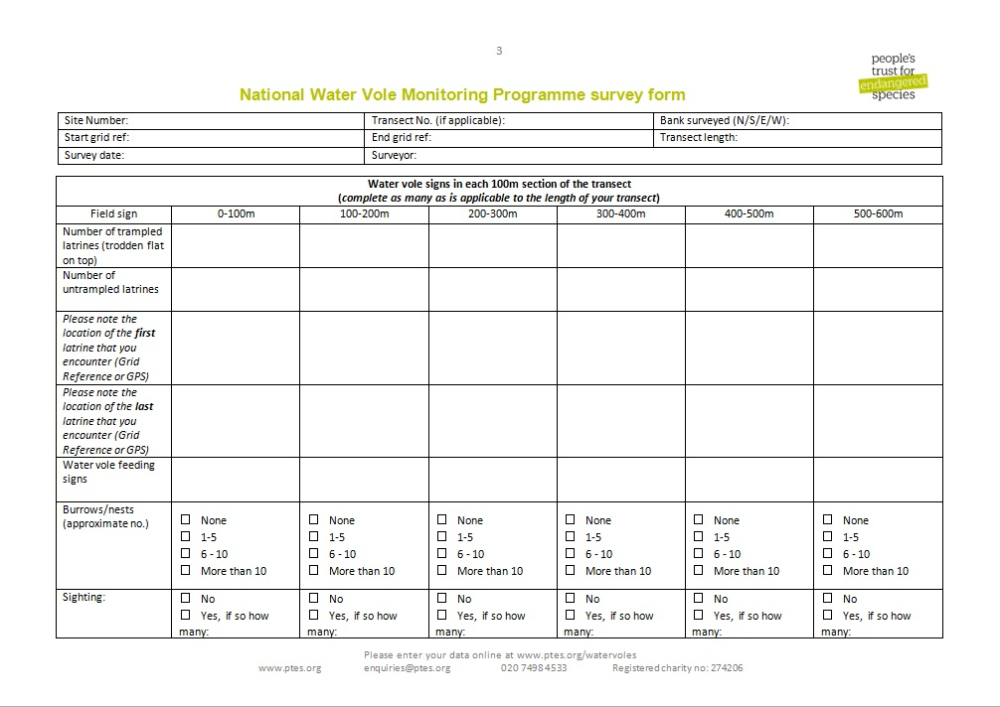 3
people's
trust for
endangered
species
National Water Vole Monitoring Programme survey form
Site Number: Transect No. (if applicable): Bank surveyed (N/S/E/W):
Start grid ref: End grid ref: Transect length:
Survey date: Surveyor:
Water vole signs in each 100m section of the transect
(complete as many as is applicable to the length of your transect)
Field sign 0-100m 100-200m 200-300m 300-400m 400-500m 500-600m
Number of trampled
latrines (trodden flat
on top)
Number of
untrampled latrines
Please note the
location of the first
latrine that you
encounter (Grid
Reference or GPS)
Please note the
location of the last
latrine that you
encounter (Grid
Reference or GPS)
Water vole feeding
signs
Burrows/nests
(approximate no.)
☐ None ☐ None ☐ None ☐ None ☐ None ☐ None
☐ 1-5 ☐ 1-5 ☐ 1-5 ☐ 1-5 ☐ 1-5 ☐ 1-5
☐ 6 - 10 ☐ 6 - 10 ☐ 6 - 10 ☐ 6 - 10 ☐ 6 - 10 ☐ 6 - 10
☐ More than 10 ☐ More than 10 ☐ More than 10 ☐ More than 10 ☐ More than 10 ☐ More than 10
Sighting: ☐ No ☐ No ☐ No ☐ No ☐ No ☐ No
☐ Yes, if so how ☐ Yes, if so how ☐ Yes, if so how ☐ Yes, if so how ☐ Yes, if so how ☐ Yes, if so how
many: many: many: many: many: many:
Please enter your data online at www.ptes.org/watervoles
www.ptes.org enquiries@ptes.org 020 7498 4533 Registered charity no: 274206